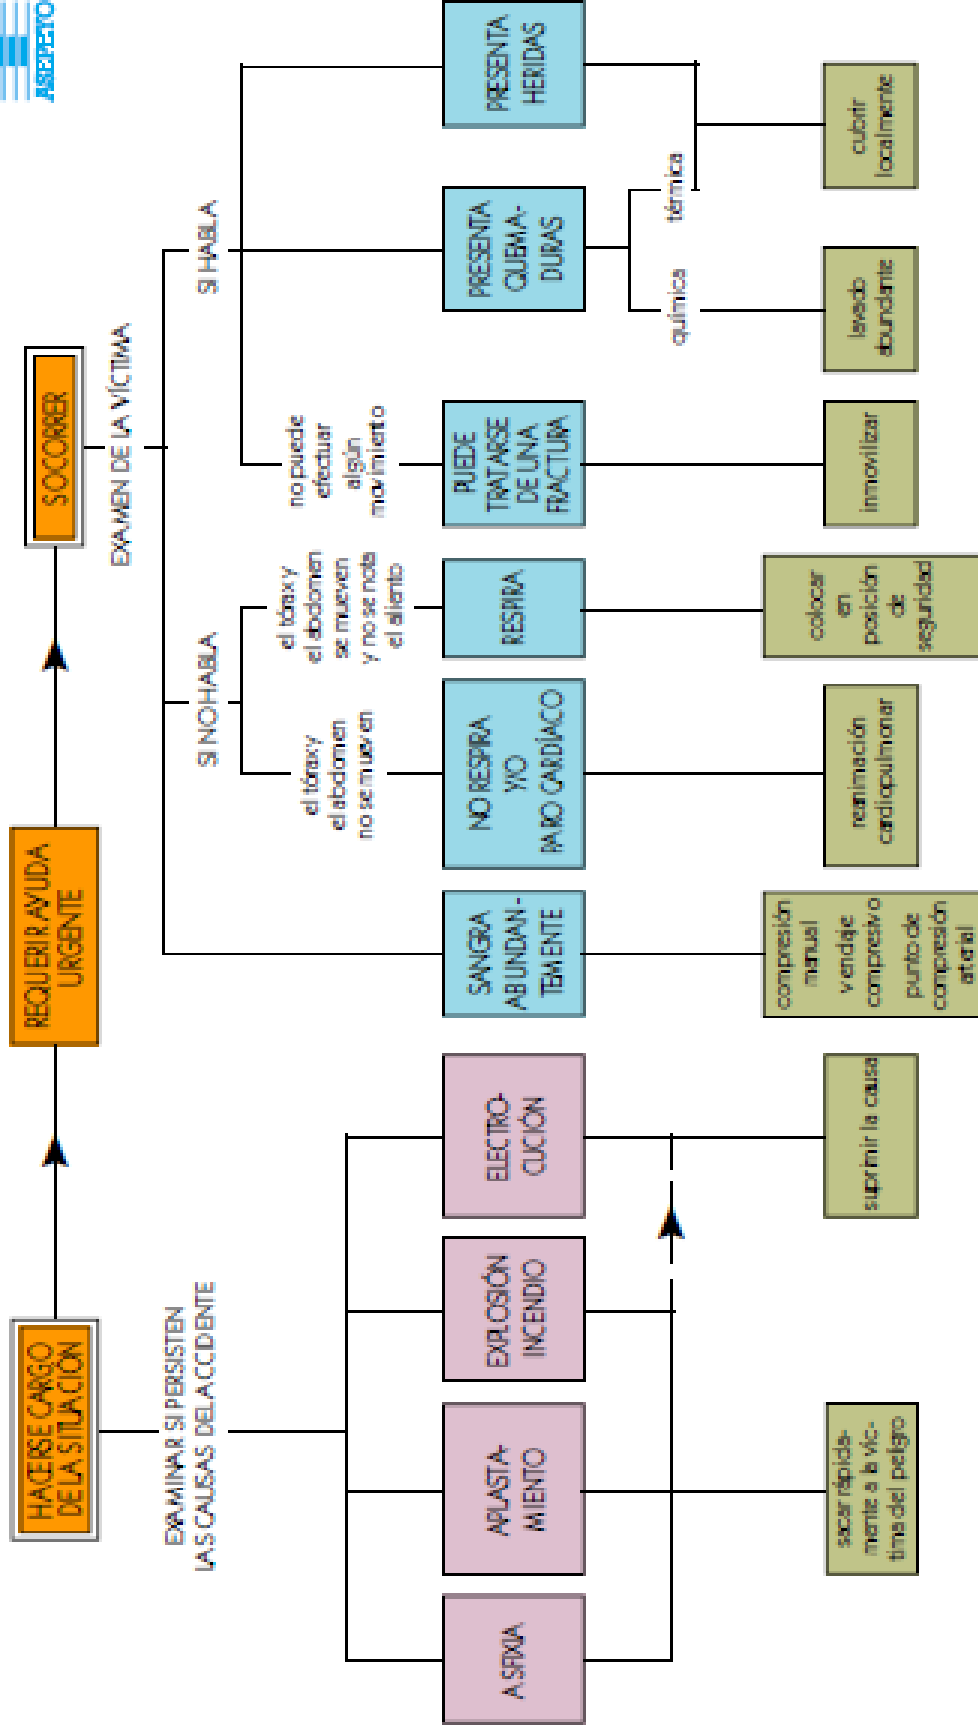 ASEPEYO
HACERSE CARGO
DE LA SITUACIÓN
REQUERIR AYUDA
URGENTE
SOCORRER
EXAMINAR SI PERSISTEN
LAS CAUSAS DEL ACCIDENTE
EXAMEN DE LA VÍCTIMA
SI NO HABLA
SI HABLA
el tórax y
el abdomen
no se mueven
el tórax y
el abdomen
se mueven
y no se nota
el aliento
no puede
efectuar
algún
movimiento
ASFIXIA
APLASTA-
MIENTO
EXPLOSIÓN
INCENDIO
ELECTRO-
CUCIÓN
SANGRA
ABUNDAN-
TEMENTE
NO RESPIRA
Y/O
PARO CARDÍACO
RESPIRA
PUEDE
TRATARSE
DE UNA
FRACTURA
PRESENTA
QUEMA-
DURAS
PRESENTA
HERIDAS
química
térmica
sacar rápida-
mente a la víc-
tima del peligro
suprimir la causa
compresión
manual
vendaje
compresivo
punto de
compresión
arterial
reanimación
cardiopulmonar
colocar
en
posición
de
seguridad
inmovilizar
lavado
abundante
cubrir
localmente